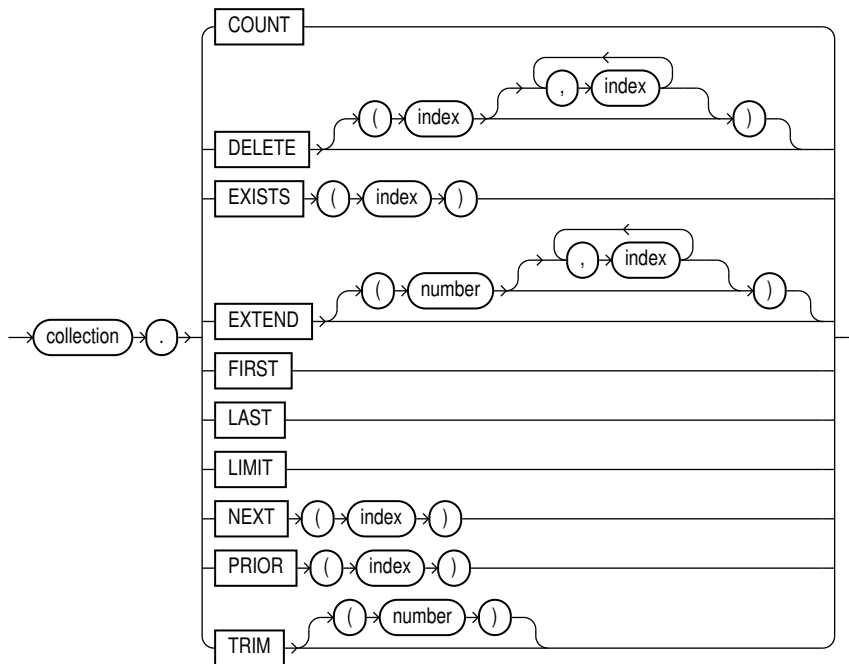 COUNT
, index
( index )
DELETE
EXISTS ( index )
, index
( number )
EXTEND
collection .
FIRST
LAST
LIMIT
NEXT ( index )
PRIOR ( index )
( number )
TRIM